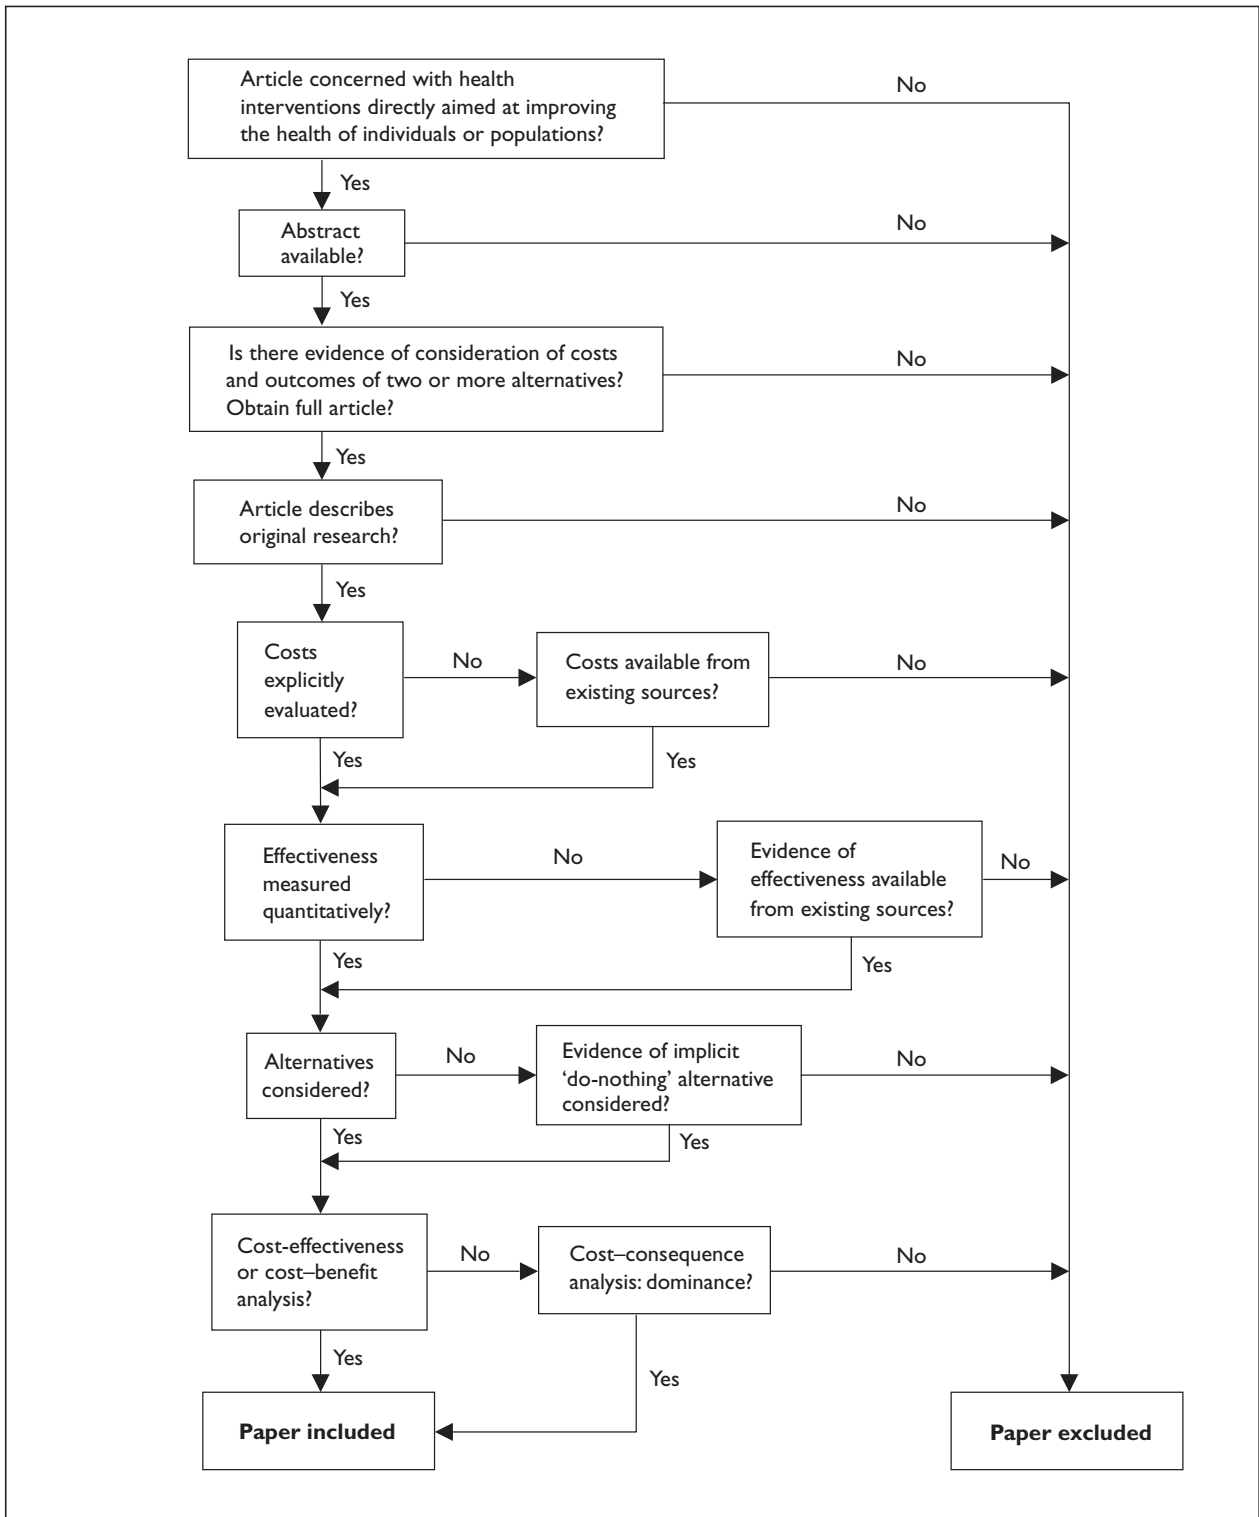 Article concerned with health
interventions directly aimed at improving
the health of individuals or populations?
No
Yes
Abstract
available?
No
Yes
Is there evidence of consideration of costs
and outcomes of two or more alternatives?
Obtain full article?
No
Yes
Article describes
original research?
No
Yes
Costs
explicitly
evaluated?
No
Costs available from
existing sources?
No
Yes
Yes
Effectiveness
measured
quantitatively?
No
Evidence of
effectiveness available
from existing sources?
No
Yes
Yes
Alternatives
considered?
No
Evidence of implicit
‘do-nothing’ alternative
considered?
No
Yes
Yes
Cost-effectiveness
or cost–benefit
analysis?
No
Cost–consequence
analysis: dominance?
No
Yes
Yes
Paper included
Paper excluded